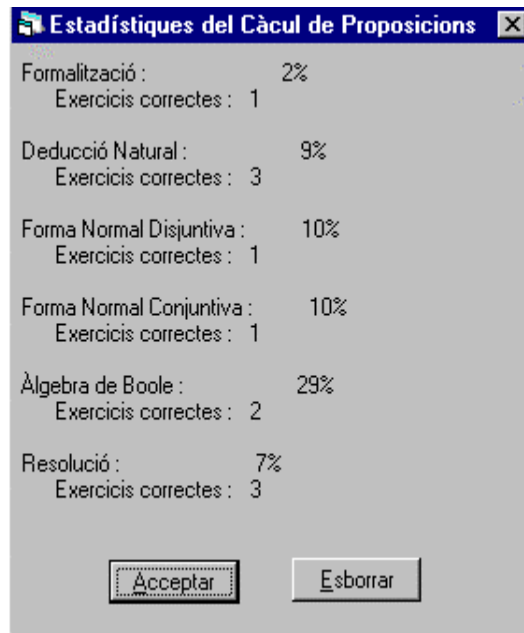 Estadístiques del Càcul de Proposicions
Formalització : 2%
Exercicis correctes : 1
Deducció Natural : 9%
Exercicis correctes : 3
Forma Normal Disjuntiva : 10%
Exercicis correctes : 1
Forma Normal Conjuntiva : 10%
Exercicis correctes : 1
Àlgebra de Boole : 29%
Exercicis correctes : 2
Resolució : 7%
Exercicis correctes : 3
Acceptar Esborrar